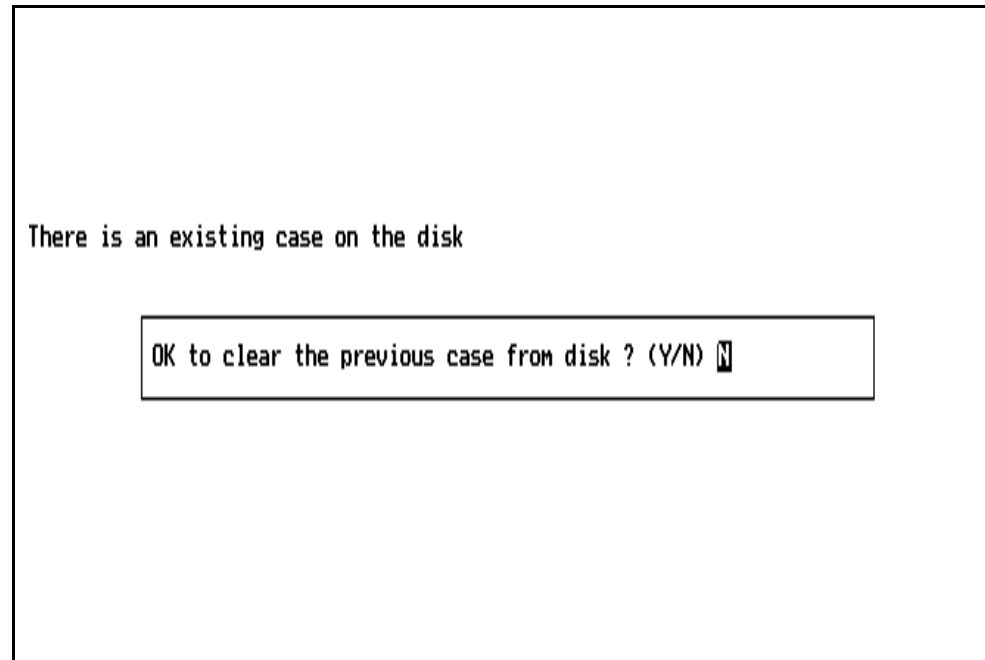 There is an existing case on the disk
OK to clear the previous case from disk ? (Y/N) N